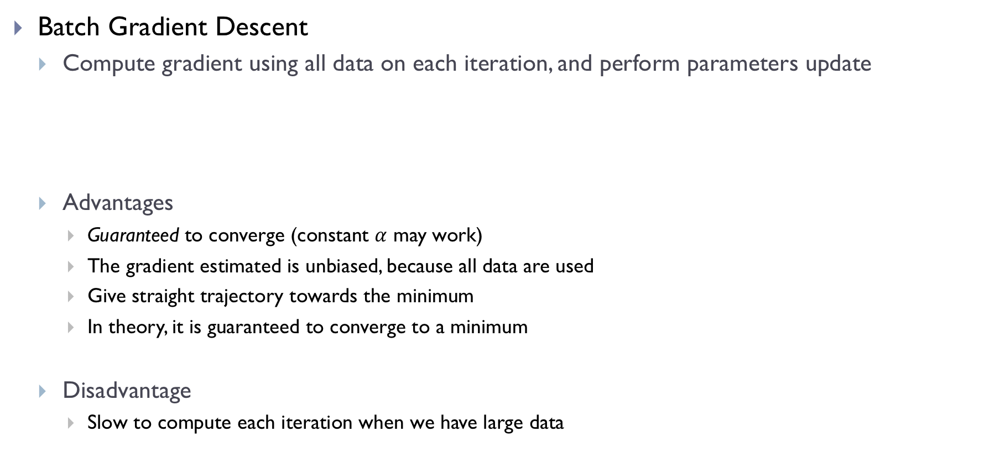 Batch Gradient Descent
Compute gradient using all data on each iteration, and perform parameters update
Advantages
Guaranteed to converge (constant α may work)
The gradient estimated is unbiased, because all data are used
Give straight trajectory towards the minimum
In theory, it is guaranteed to converge to a minimum
Disadvantage
Slow to compute each iteration when we have large data